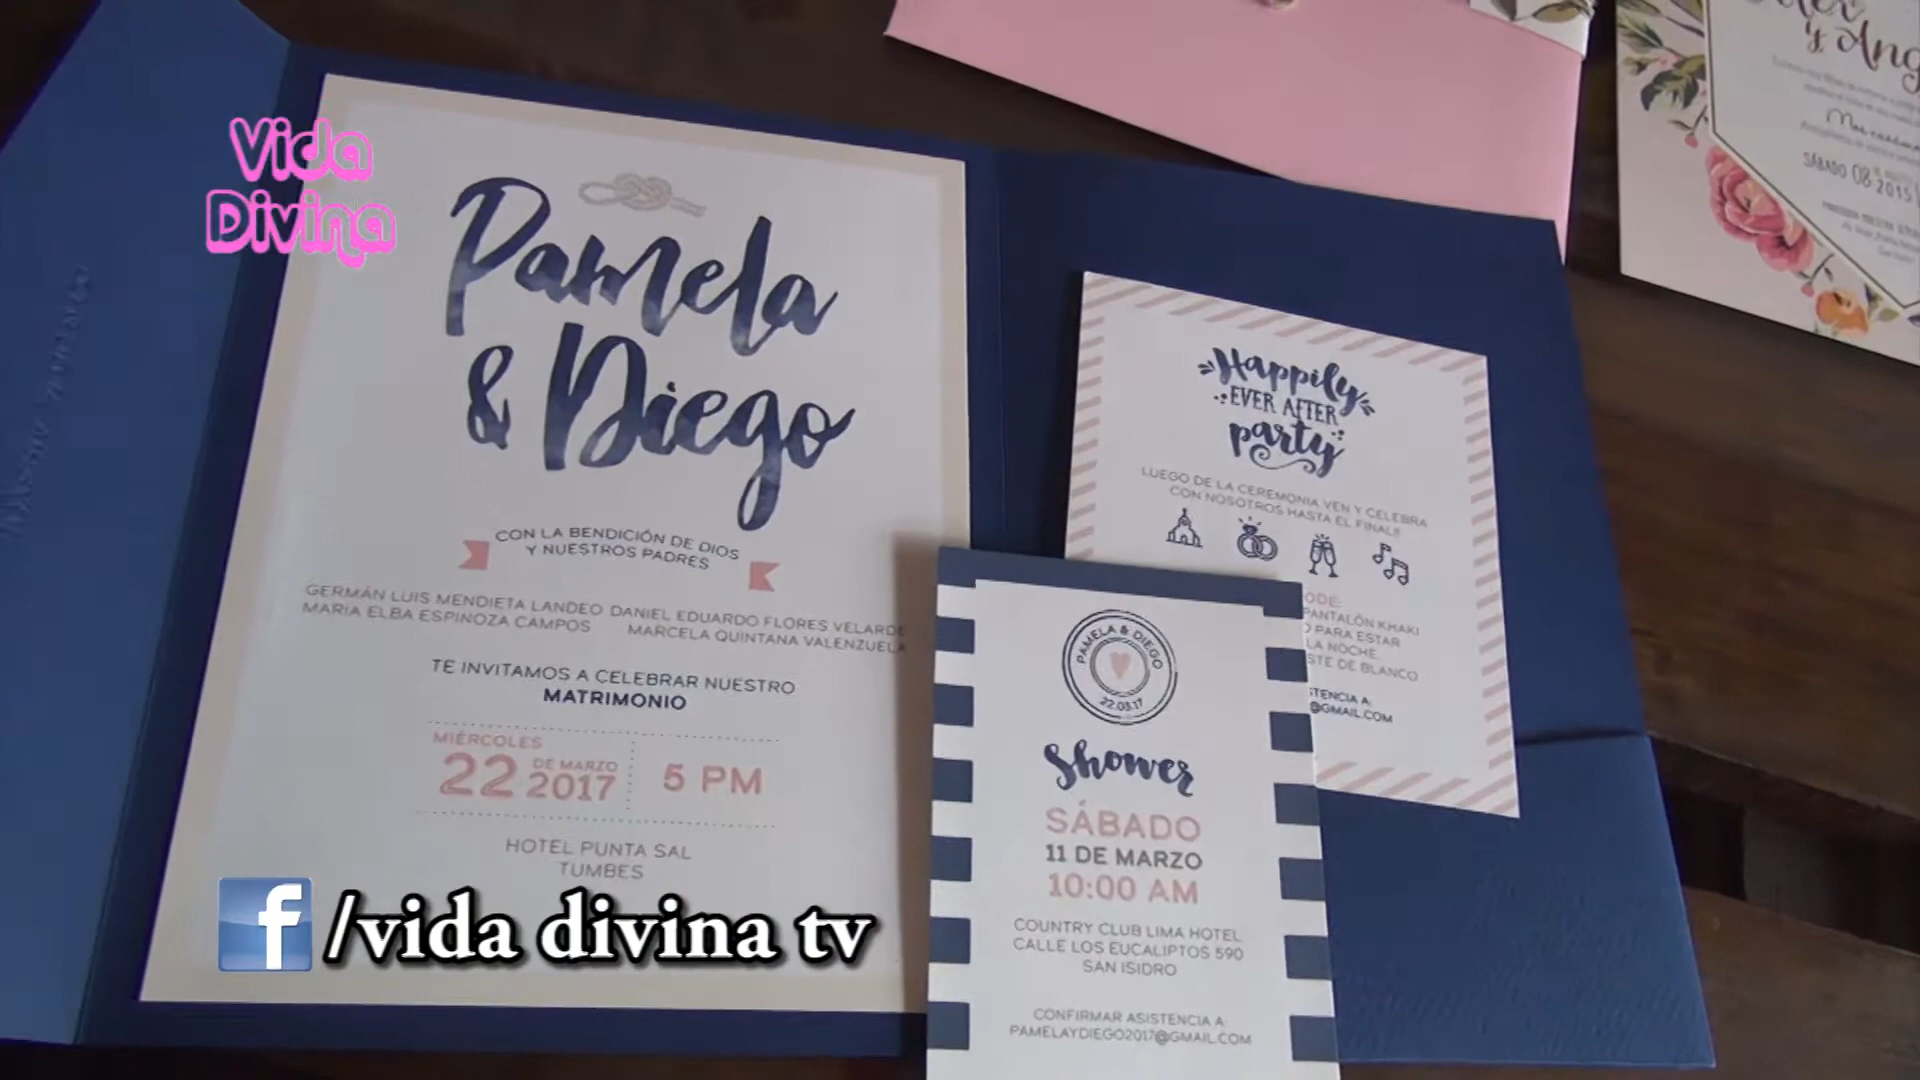 Vida
Divina
Pamela
& Diego
CON LA BENDICIÓN DE DIOS
Y NUESTROS PADRES
GERMÁN LUIS MENDIETA LANDEO DANIEL EDUARDO FLORES VELARDE
MARÍA ELBA ESPINOZA CAMPOS MARCELA QUINTANA VALENZUELA
TE INVITAMOS A CELEBRAR NUESTRO
MATRIMONIO
MIÉRCOLES
22 DE MARZO
2017
5 PM
HOTEL PUNTA SAL
TUMBES
f /vida divina tv
Happily
EVER AFTER
party
LUEGO DE LA CEREMONIA VEN Y CELEBRA
CON NOSOTROS HASTA EL FINAL!!
ODE:
PANTALÓN KHAKI
O PARA ESTAR
LA NOCHE.
STE DE BLANCO
STENCIA A:
@GMAIL.COM
PAMELA & DIEGO
22.03.17
Shower
SÁBADO
11 DE MARZO
10:00 AM
COUNTRY CLUB LIMA HOTEL
CALLE LOS EUCALIPTOS 590
SAN ISIDRO
CONFIRMAR ASISTENCIA A:
PAMELAYDIEGO2017@GMAIL.COM
y Ang
SÁBADO 08 2015